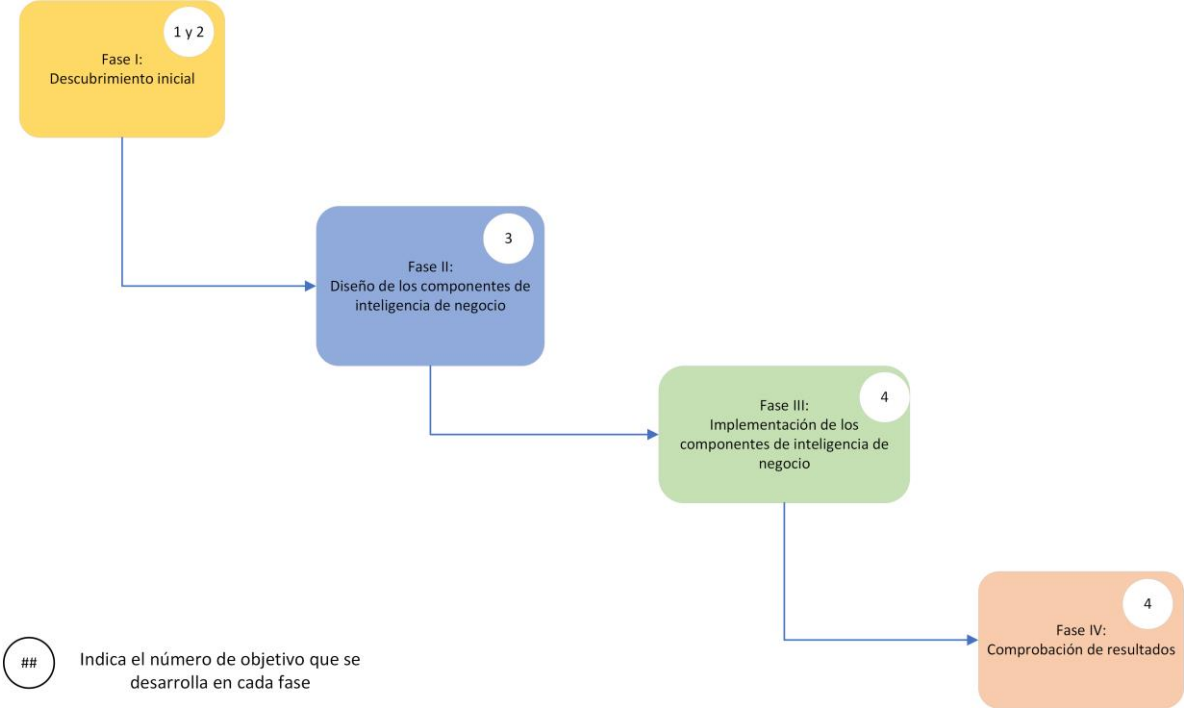 1 y 2
Fase I:
Descubrimiento inicial
3
Fase II:
Diseño de los componentes de
inteligencia de negocio
4
Fase III:
Implementación de los
componentes de inteligencia de
negocio
4
Fase IV:
Comprobación de resultados
##
Indica el número de objetivo que se
desarrolla en cada fase